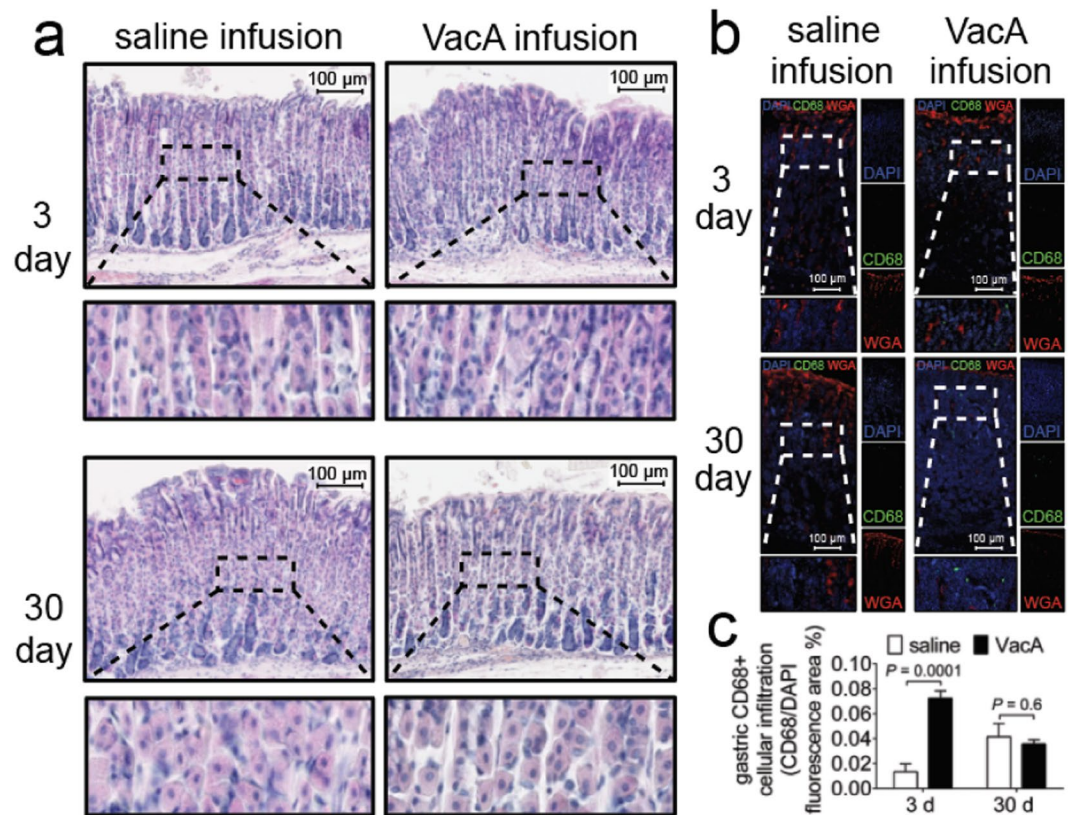 a
saline infusion
VacA infusion
3
day
100 µm
100 µm
30
day
100 µm
100 µm
b
saline
infusion
VacA
infusion
3
day
DAPI CD68 WGA
100 µm
DAPI
CD68
WGA
DAPI CD68 WGA
100 µm
DAPI
CD68
WGA
30
day
DAPI CD68 WGA
100 µm
DAPI
CD68
WGA
DAPI CD68 WGA
100 µm
DAPI
CD68
WGA
c
saline VacA
gastric CD68+
cellular infiltration
(CD68/DAPI
fluorescence area %)
0.10
0.08
0.06
0.04
0.02
0.00
P = 0.0001
P = 0.6
3 d
30 d